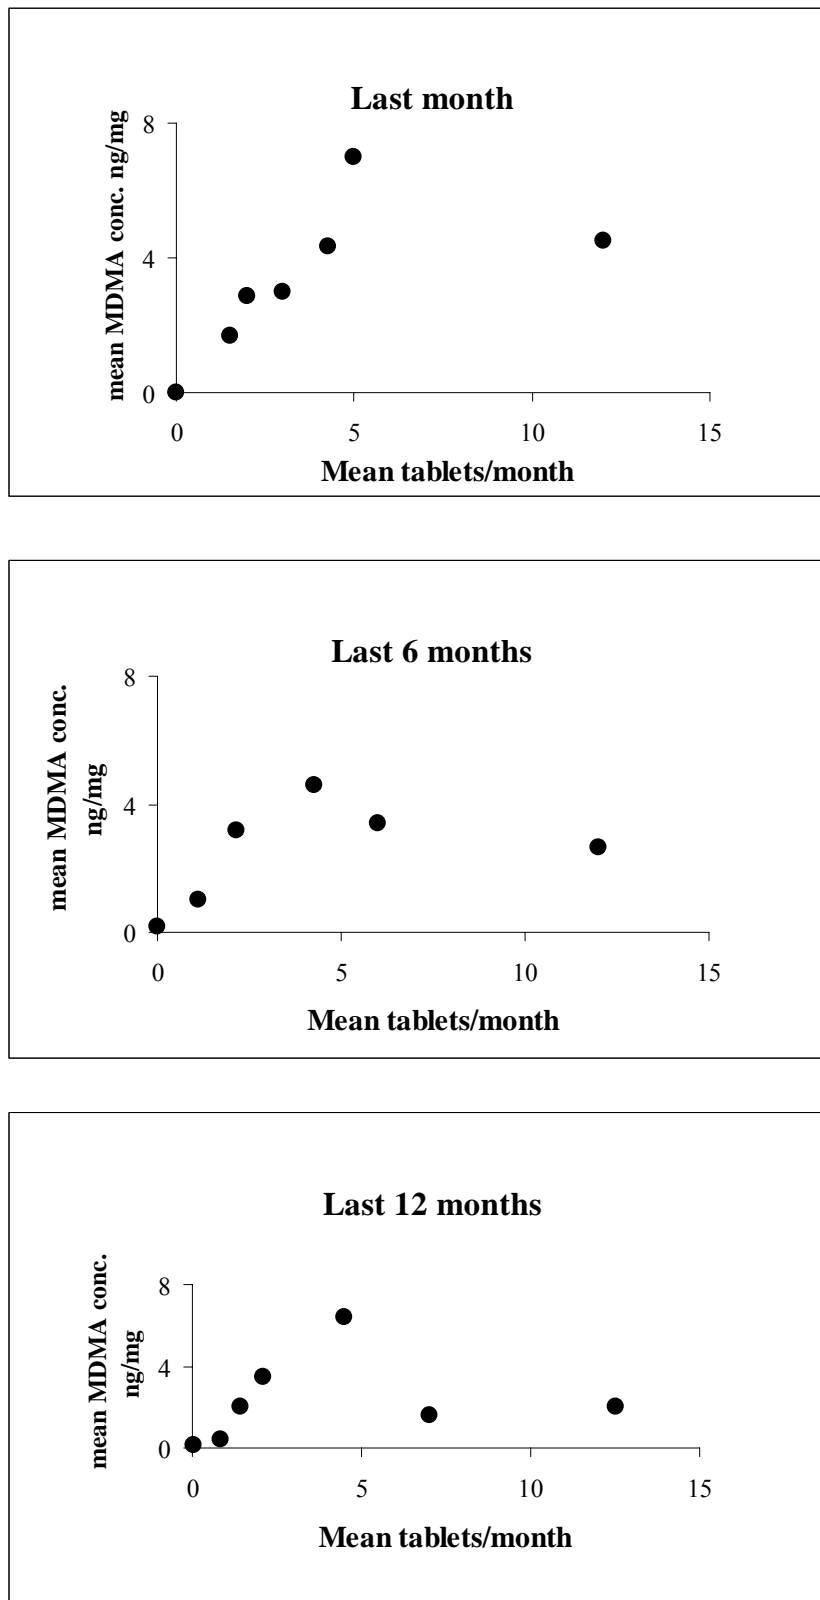 Last month
mean MDMA conc. ng/mg
8
4
0
0 5 10 15
Mean tablets/month
Last 6 months
mean MDMA conc.
ng/mg
8
4
0
0 5 10 15
Mean tablets/month
Last 12 months
mean MDMA conc.
ng/mg
8
4
0
0 5 10 15
Mean tablets/month